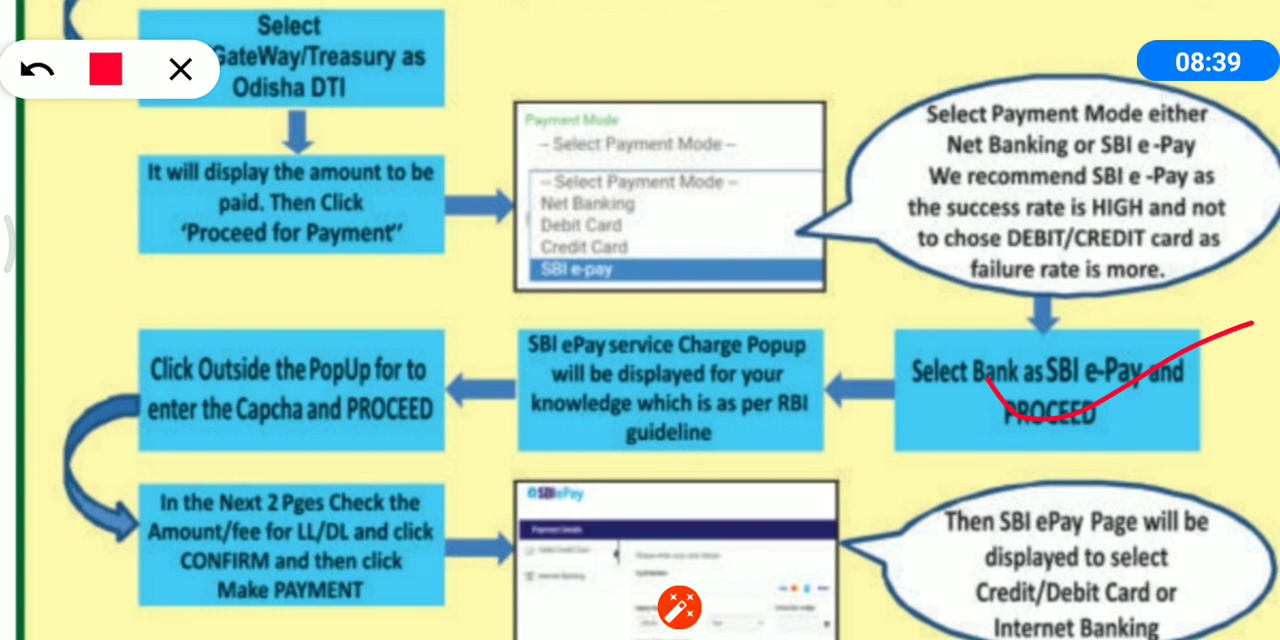 Select
GateWay/Treasury as
Odisha DTI
08:39
It will display the amount to be
paid. Then Click
‘Proceed for Payment”
Payment Mode
-- Select Payment Mode --
-- Select Payment Mode --
Net Banking
Debit Card
Credit Card
SBI e-pay
Select Payment Mode either
Net Banking or SBI e -Pay
We recommend SBI e -Pay as
the success rate is HIGH and not
to chose DEBIT/CREDIT card as
failure rate is more.
Select Bank as SBI e-Pay and
PROCEED
SBI ePay service Charge Popup
will be displayed for your
knowledge which is as per RBI
guideline
Click Outside the PopUp for to
enter the Capcha and PROCEED
In the Next 2 Pges Check the
Amount/fee for LL/DL and click
CONFIRM and then click
Make PAYMENT
SBIePay
Payment Details
Internet Banking
Then SBI ePay Page will be
displayed to select
Credit/Debit Card or
Internet Banking